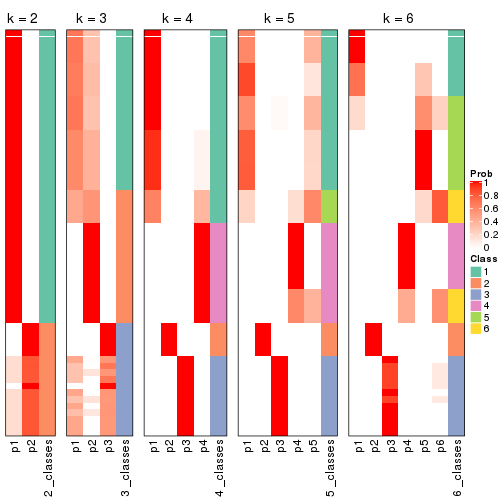 k = 2
k = 3
k = 4
k = 5
k = 6
Prob
1
0.8
0.6
0.4
0.2
0
Class
1
2
3
4
5
6
p1
p2
2_classes
p1
p2
p3
3_classes
p1
p2
p3
p4
4_classes
p1
p2
p3
p4
p5
5_classes
p1
p2
p3
p4
p5
p6
6_classes